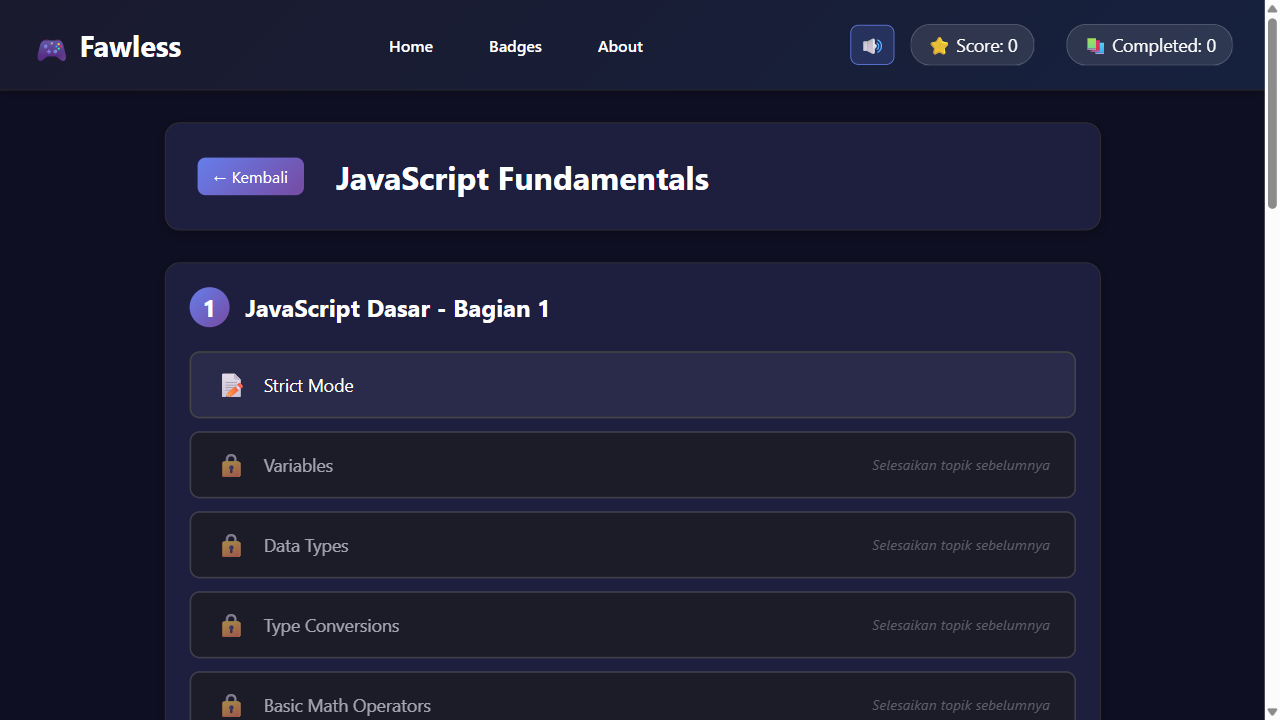 Fawless
Home
Badges
About
Score: 0
Completed: 0
← Kembali
JavaScript Fundamentals
1
JavaScript Dasar - Bagian 1
Strict Mode
Variables
Selesaikan topik sebelumnya
Data Types
Selesaikan topik sebelumnya
Type Conversions
Selesaikan topik sebelumnya
Basic Math Operators
Selesaikan topik sebelumnya